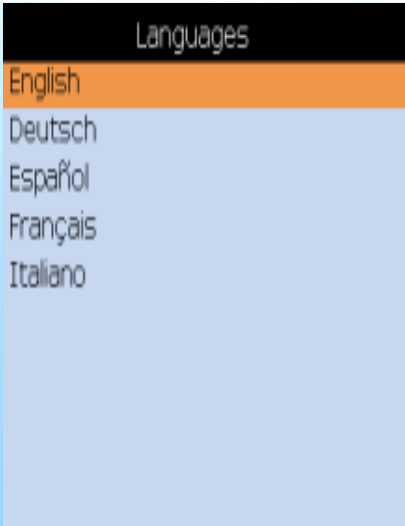 Languages
English
Deutsch
Español
Français
Italiano